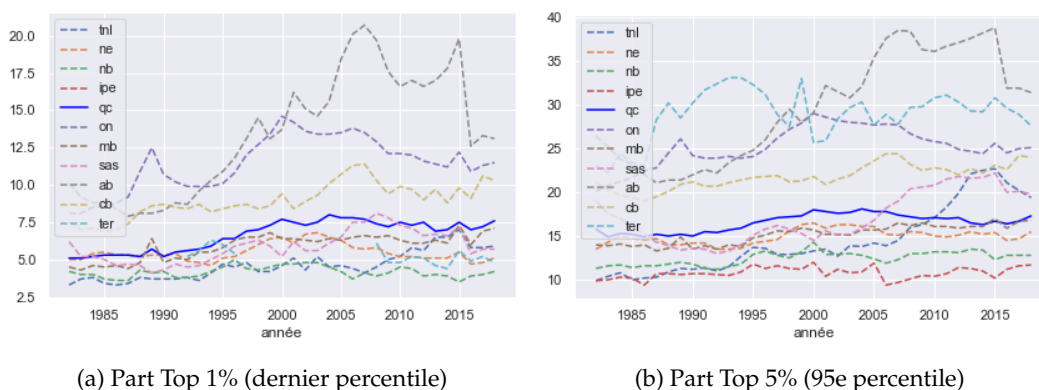 20.0
17.5
15.0
12.5
10.0
7.5
5.0
2.5
tnl
ne
nb
ipe
qc
on
mb
sas
ab
cb
ter
1985 1990 1995 2000 2005 2010 2015
année
(a) Part Top 1% (dernier percentile)
40
35
30
25
20
15
10
tnl
ne
nb
ipe
qc
on
mb
sas
ab
cb
ter
1985 1990 1995 2000 2005 2010 2015
année
(b) Part Top 5% (95e percentile)